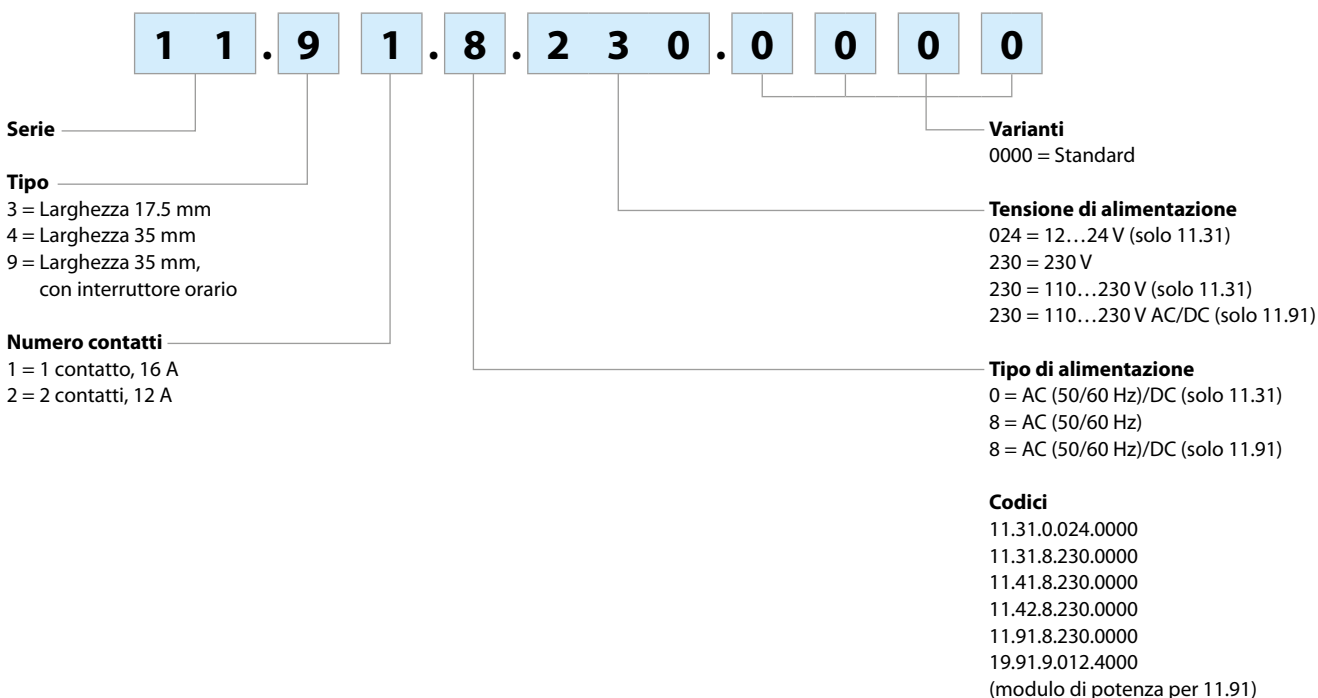 1 1 . 9 1 . 8 . 2 3 0 . 0 0 0 0
Serie
Tipo
3 = Larghezza 17.5 mm
4 = Larghezza 35 mm
9 = Larghezza 35 mm,
con interruttore orario
Numero contatti
1 = 1 contatto, 16 A
2 = 2 contatti, 12 A
Varianti
0000 = Standard
Tensione di alimentazione
024 = 12…24 V (solo 11.31)
230 = 230 V
230 = 110…230 V (solo 11.31)
230 = 110…230 V AC/DC (solo 11.91)
Tipo di alimentazione
0 = AC (50/60 Hz)/DC (solo 11.31)
8 = AC (50/60 Hz)
8 = AC (50/60 Hz)/DC (solo 11.91)
Codici
11.31.0.024.0000
11.31.8.230.0000
11.41.8.230.0000
11.42.8.230.0000
11.91.8.230.0000
19.91.9.012.4000
(modulo di potenza per 11.91)